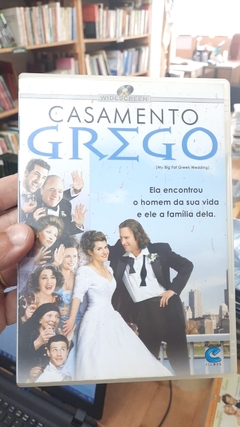 WIDESCREEN
CASAMENTO
GREGO
(My Big Fat Greek Wedding)
Ela encontrou
o homem da sua vida
e ele a família dela.